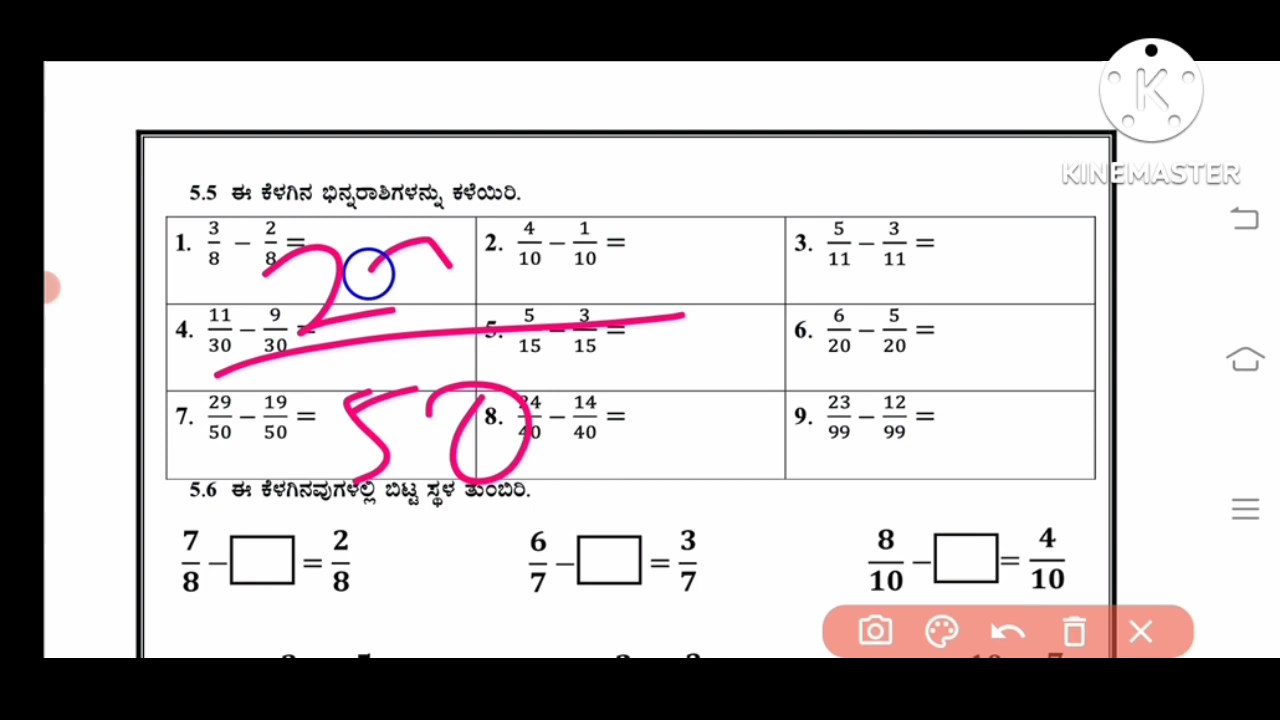 K
KINEMASTER
5.5 ಈ ಕೆಳಗಿನ ಭಿನ್ನರಾಶಿಗಳನ್ನು ಕಳೆಯಿರಿ.
1. 3/8 − 2/8 = 2. 4/10 − 1/10 = 3. 5/11 − 3/11 =
4. 11/30 − 9/30 = 5. 5/15 − 3/15 = 6. 6/20 − 5/20 =
7. 29/50 − 19/50 = 8. 24/40 − 14/40 = 9. 23/99 − 12/99 =
50
5.6 ಈ ಕೆಳಗಿನವುಗಳಲ್ಲಿ ಬಿಟ್ಟ ಸ್ಥಳ ತುಂಬಿರಿ.
7/8 − = 2/8 6/7 − = 3/7 8/10 − = 4/10